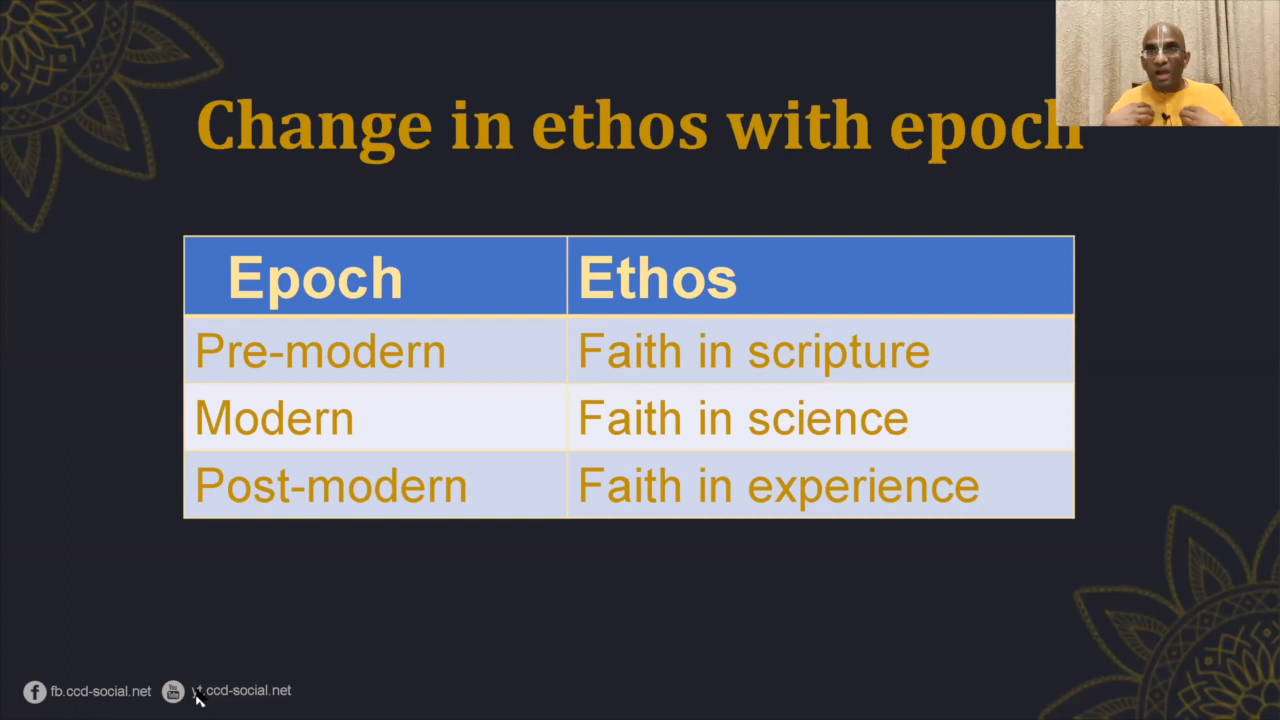 Change in ethos with epoch
Epoch Ethos
Pre-modern Faith in scripture
Modern Faith in science
Post-modern Faith in experience
fb.ccd-social.net yt.ccd-social.net